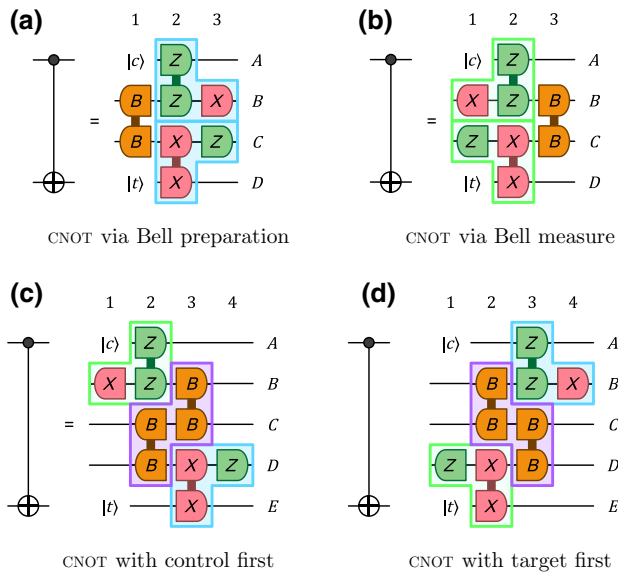 (a)
1 2 3
|c⟩ Z A
= B Z X B
B X Z C
|t⟩ X D
CNOT via Bell preparation
(b)
1 2 3
|c⟩ Z A
= X Z B B
Z X B C
|t⟩ X D
CNOT via Bell measure
(c)
1 2 3 4
|c⟩ Z A
X Z B B
= B B C
B X Z D
|t⟩ X E
CNOT with control first
(d)
1 2 3 4
|c⟩ Z A
B Z X B
= B B C
Z X B D
|t⟩ X E
CNOT with target first